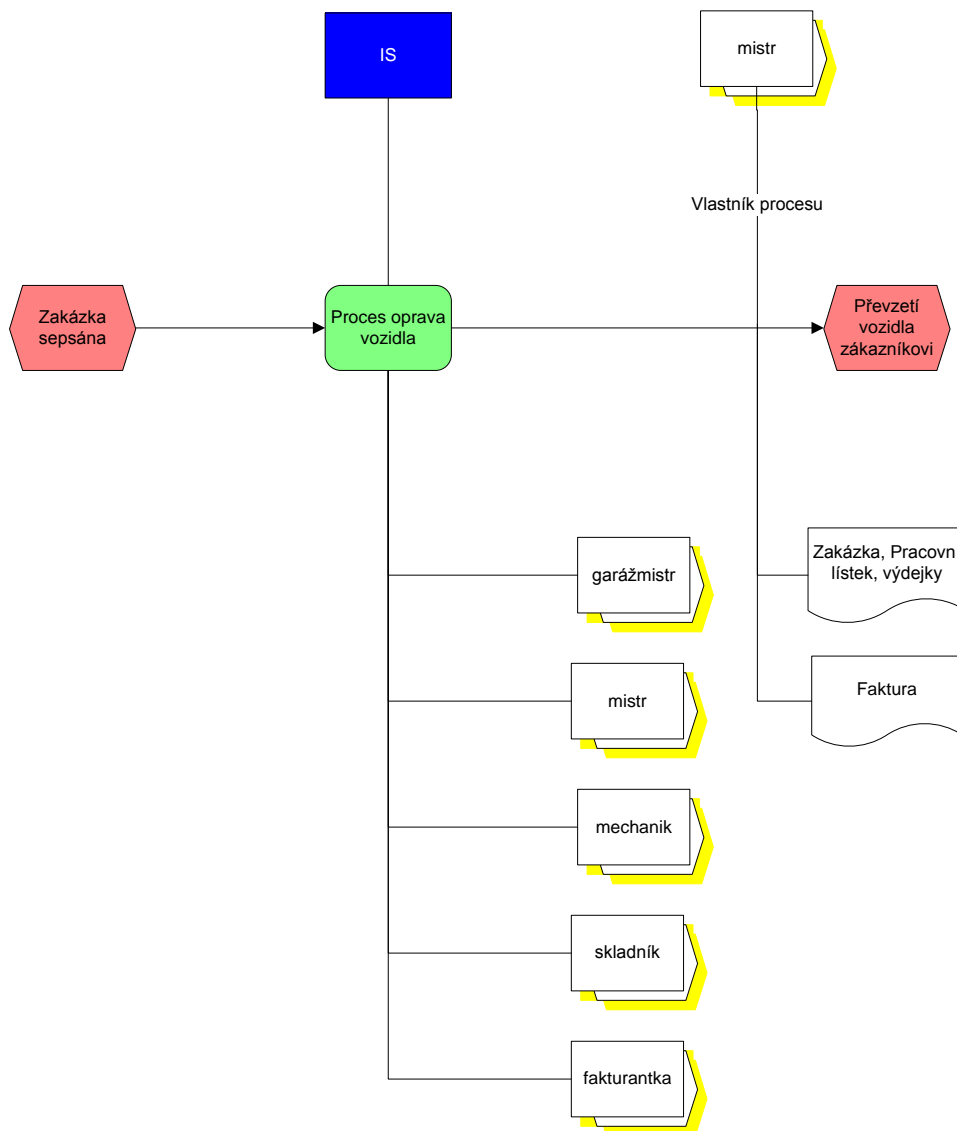 IS
mistr
Vlastník procesu
Zakázka
sepsána
Proces oprava
vozidla
Převzetí
vozidla
zákazníkovi
garážmistr
Zakázka, Pracovn
lístek, výdejky
mistr
Faktura
mechanik
skladník
fakturantka